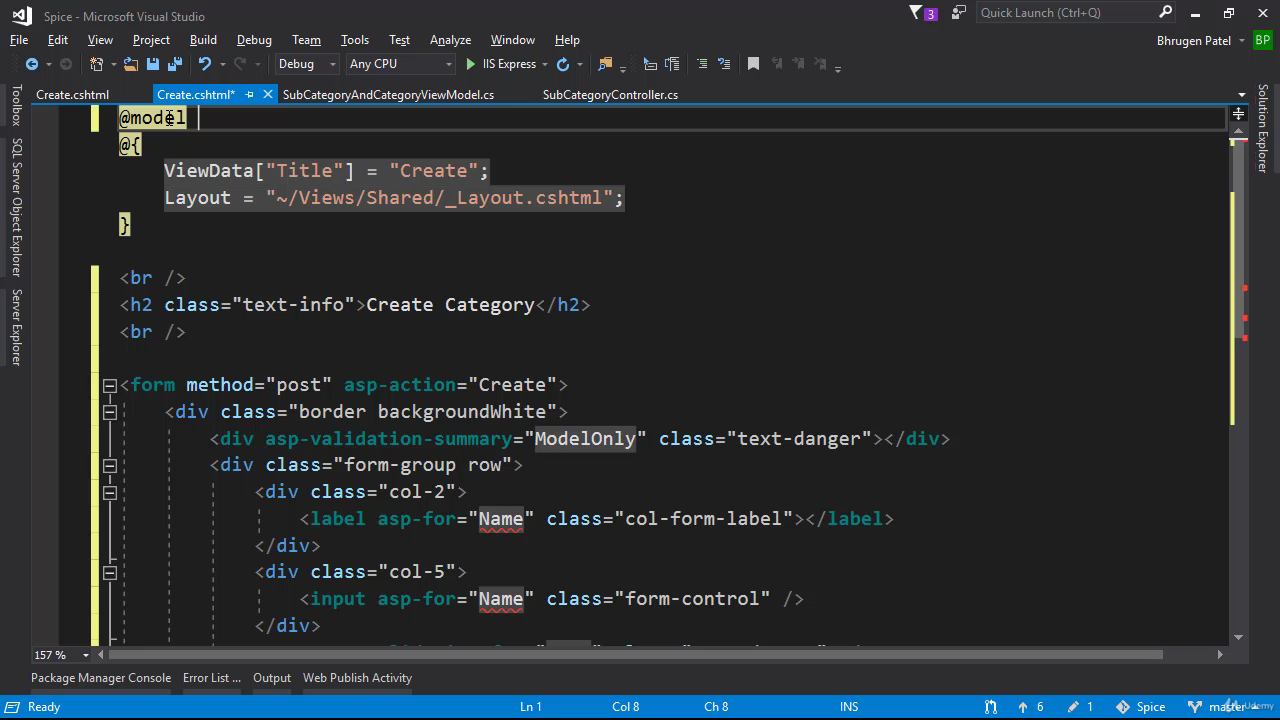 Spice - Microsoft Visual Studio
3
Quick Launch (Ctrl+Q)
File Edit View Project Build Debug Team Tools Test Analyze Window Help
Bhrugen Patel
BP
Debug
Any CPU
IIS Express
Create.cshtml
Create.cshtml*
SubCategoryAndCategoryViewModel.cs
SubCategoryController.cs
Toolbox
SQL Server Object Explorer
Server Explorer
Solution Explorer
@model
@{
ViewData["Title"] = "Create";
Layout = "~/Views/Shared/_Layout.cshtml";
}
<br />
<h2 class="text-info">Create Category</h2>
<br />
<form method="post" asp-action="Create">
<div class="border backgroundWhite">
<div asp-validation-summary="ModelOnly" class="text-danger"></div>
<div class="form-group row">
<div class="col-2">
<label asp-for="Name" class="col-form-label"></label>
</div>
<div class="col-5">
<input asp-for="Name" class="form-control" />
</div>
157 %
Package Manager Console
Error List ...
Output
Web Publish Activity
Ready
Ln 1
Col 8
Ch 8
INS
6
1
Spice
master
Udemy